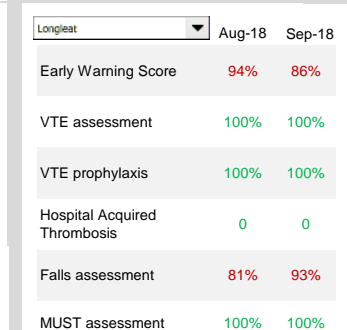 Longleat Aug-18 Sep-18
Early Warning Score 94% 86%
VTE assessment 100% 100%
VTE prophylaxis 100% 100%
Hospital Acquired
Thrombosis 0 0
Falls assessment 81% 93%
MUST assessment 100% 100%